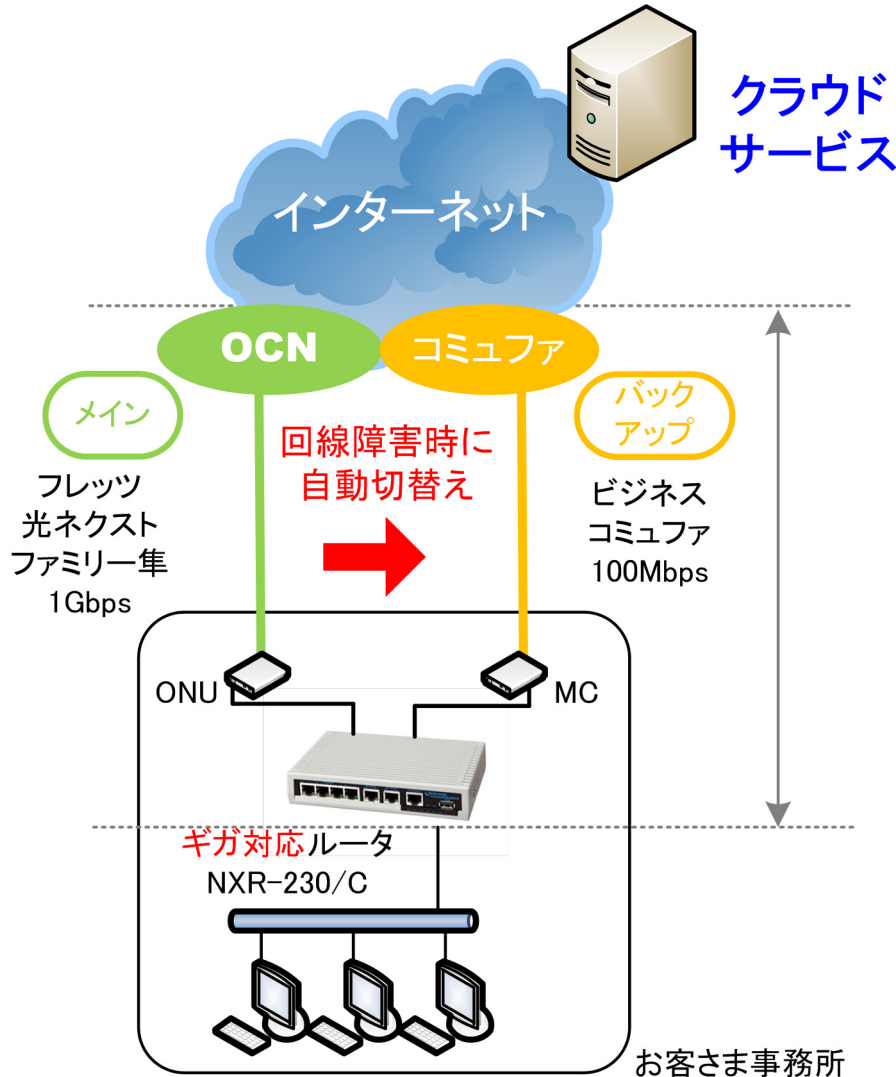 クラウド
サービス
インターネット
OCN
コミュファ
メイン
フレッツ
光ネクスト
ファミリー隼
1Gbps
回線障害時に
自動切替え
バック
アップ
ビジネス
コミュファ
100Mbps
ONU
MC
ギガ対応ルータ
NXR-230/C
お客さま事務所